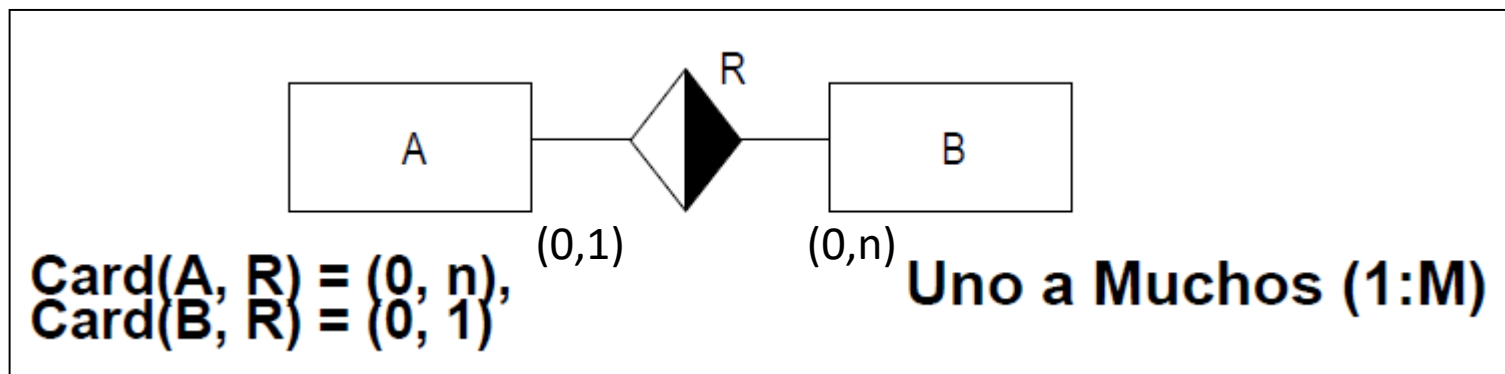 R
A
B
(0,1)
(0,n)
Card(A, R) = (0, n),
Card(B, R) = (0, 1)
Uno a Muchos (1:M)